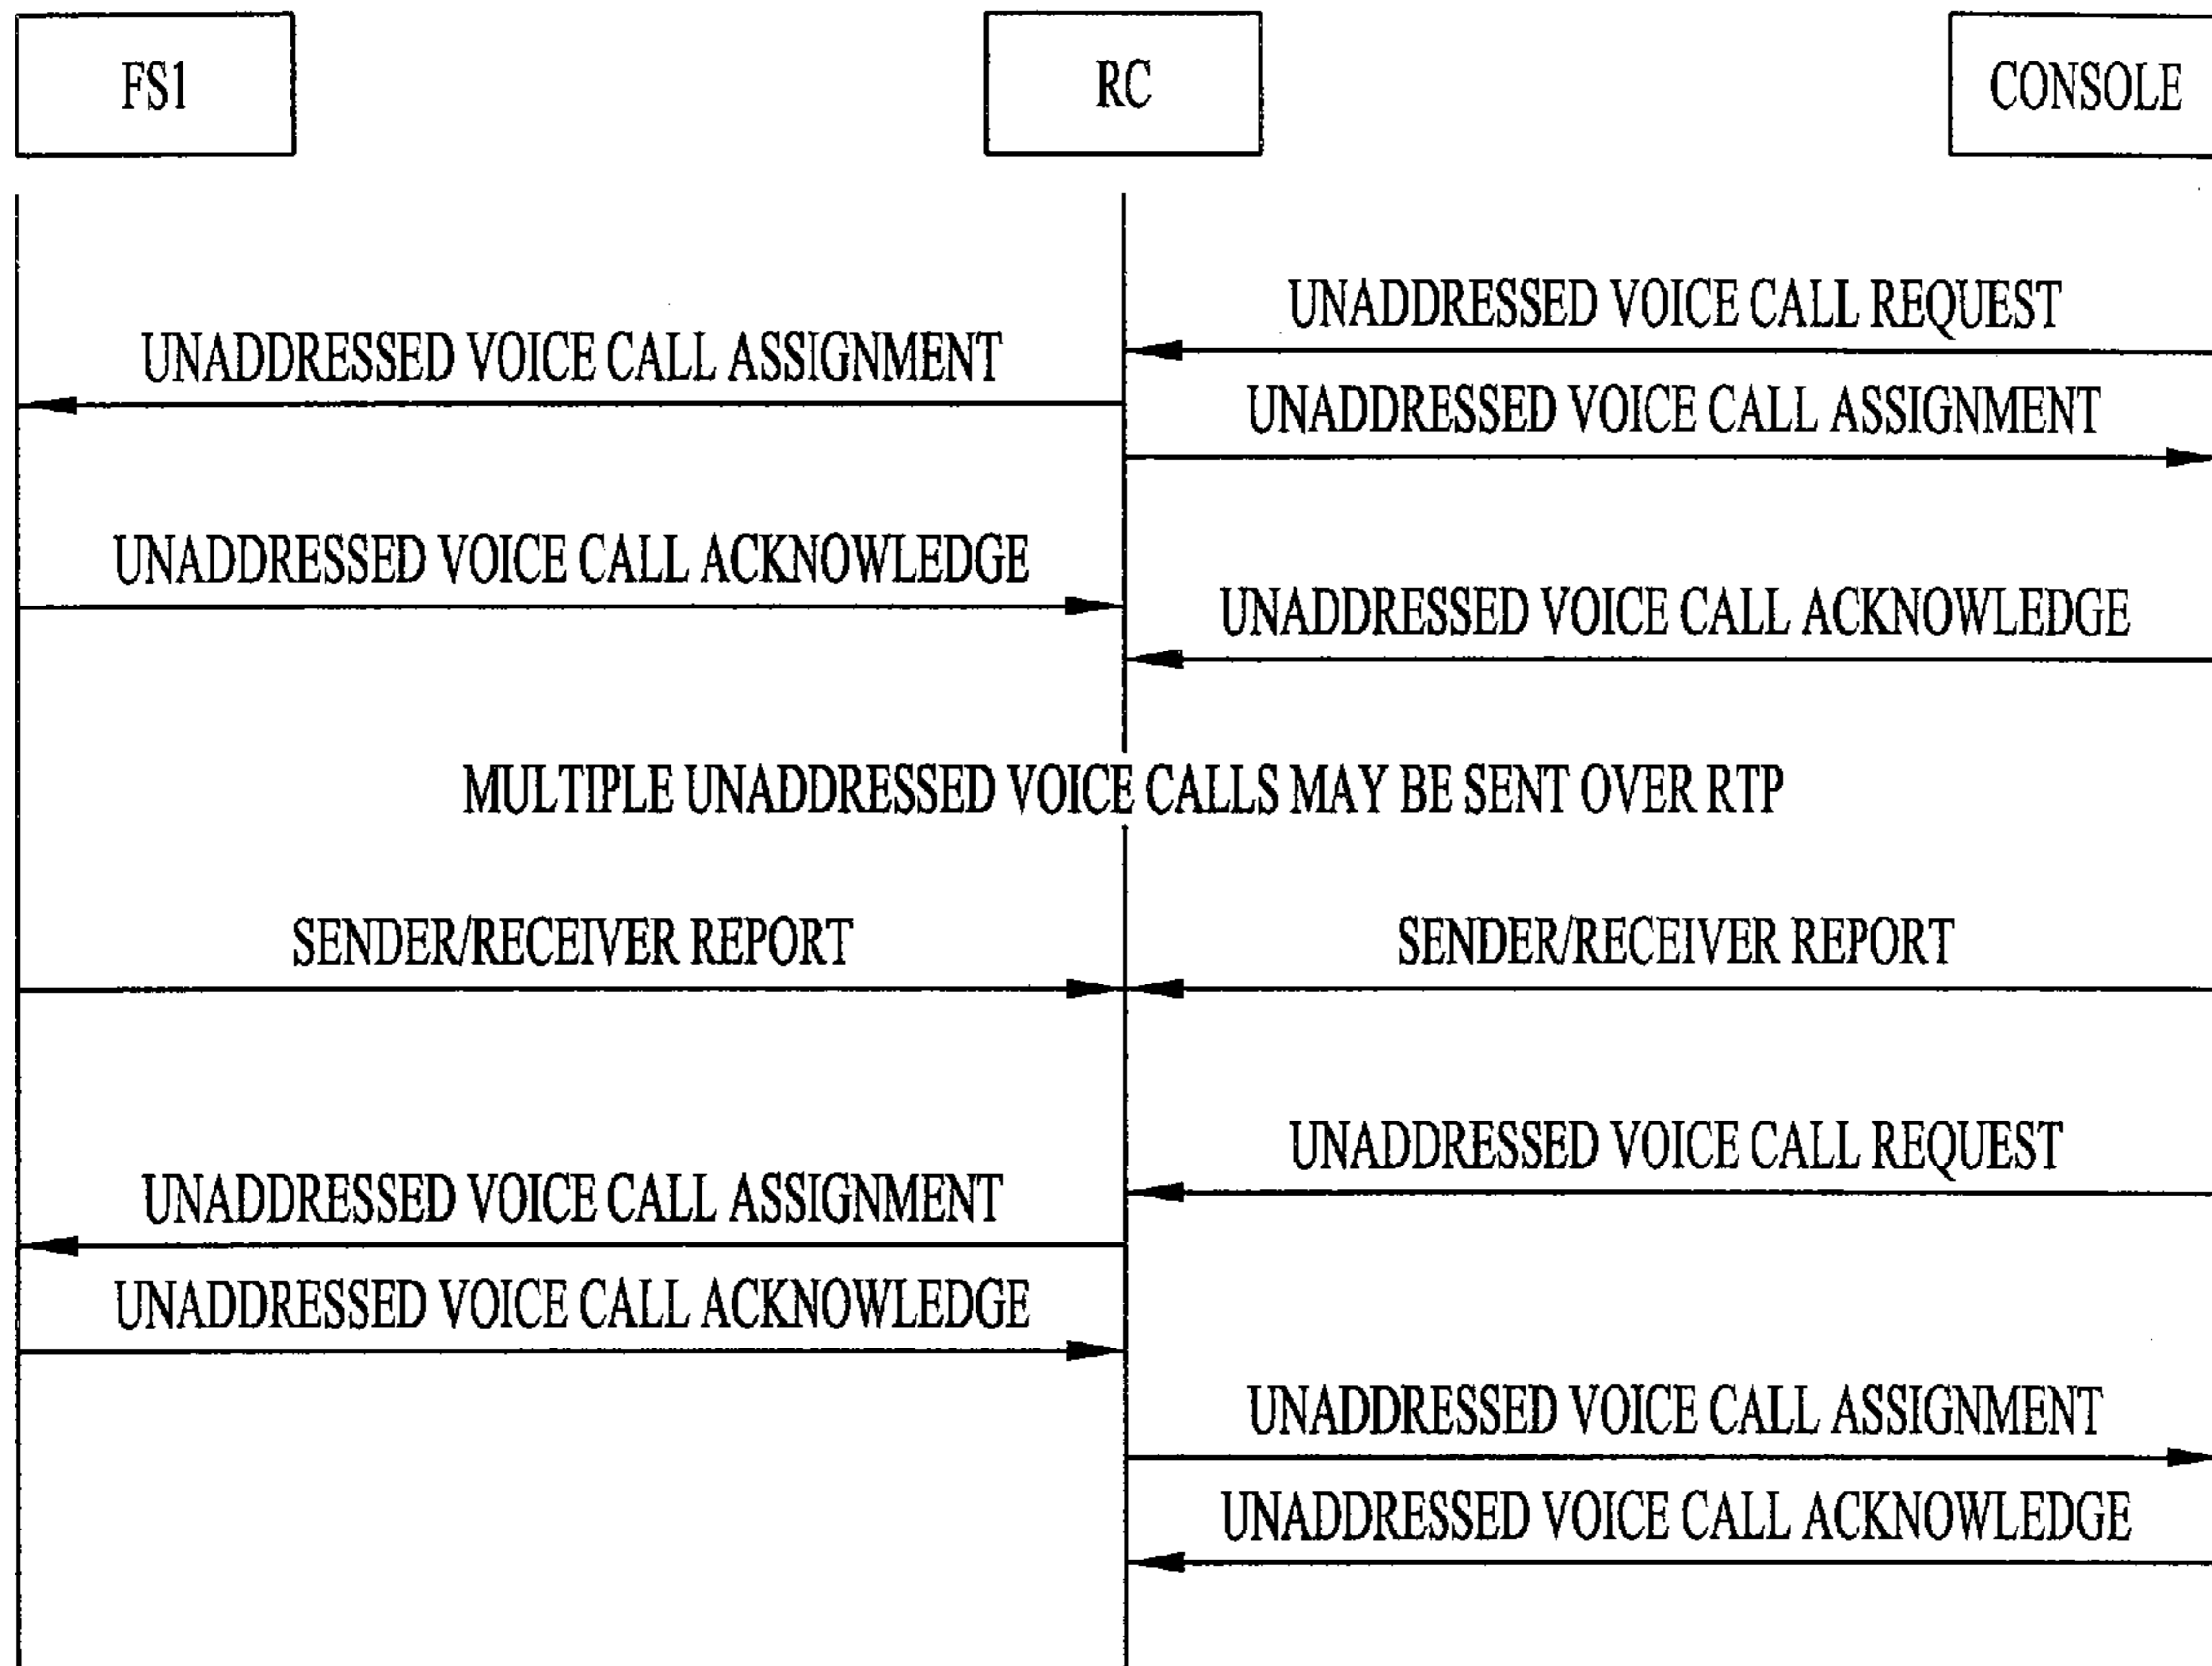 FS1
RC
CONSOLE
UNADDRESSED VOICE CALL REQUEST
UNADDRESSED VOICE CALL ASSIGNMENT
UNADDRESSED VOICE CALL ASSIGNMENT
UNADDRESSED VOICE CALL ACKNOWLEDGE
UNADDRESSED VOICE CALL ACKNOWLEDGE
MULTIPLE UNADDRESSED VOICE CALLS MAY BE SENT OVER RTP
SENDER/RECEIVER REPORT
SENDER/RECEIVER REPORT
UNADDRESSED VOICE CALL REQUEST
UNADDRESSED VOICE CALL ASSIGNMENT
UNADDRESSED VOICE CALL ACKNOWLEDGE
UNADDRESSED VOICE CALL ASSIGNMENT
UNADDRESSED VOICE CALL ACKNOWLEDGE